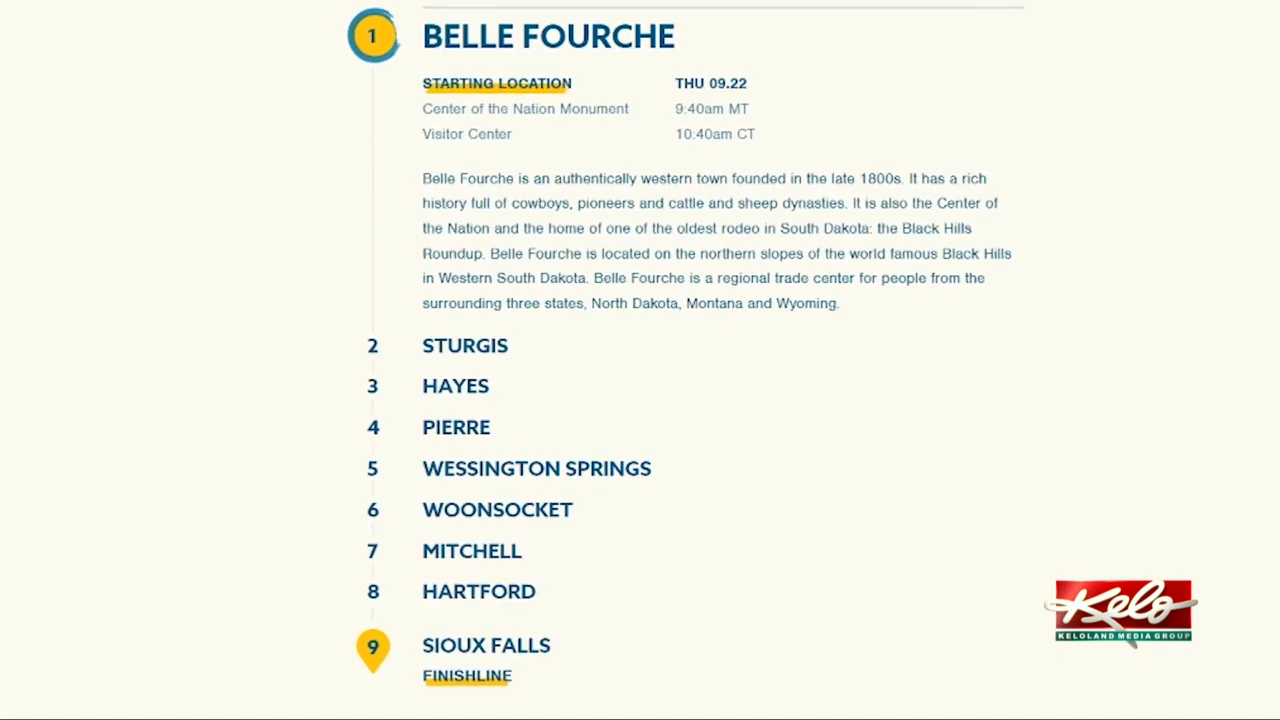 1 BELLE FOURCHE
STARTING LOCATION THU 09.22
Center of the Nation Monument 9:40am MT
Visitor Center 10:40am CT
Belle Fourche is an authentically western town founded in the late 1800s. It has a rich
history full of cowboys, pioneers and cattle and sheep dynasties. It is also the Center of
the Nation and the home of one of the oldest rodeo in South Dakota: the Black Hills
Roundup. Belle Fourche is located on the northern slopes of the world famous Black Hills
in Western South Dakota. Belle Fourche is a regional trade center for people from the
surrounding three states, North Dakota, Montana and Wyoming.
2 STURGIS
3 HAYES
4 PIERRE
5 WESSINGTON SPRINGS
6 WOONSOCKET
7 MITCHELL
8 HARTFORD
9 SIOUX FALLS
FINISHLINE
Kelo
KELOLAND MEDIA GROUP